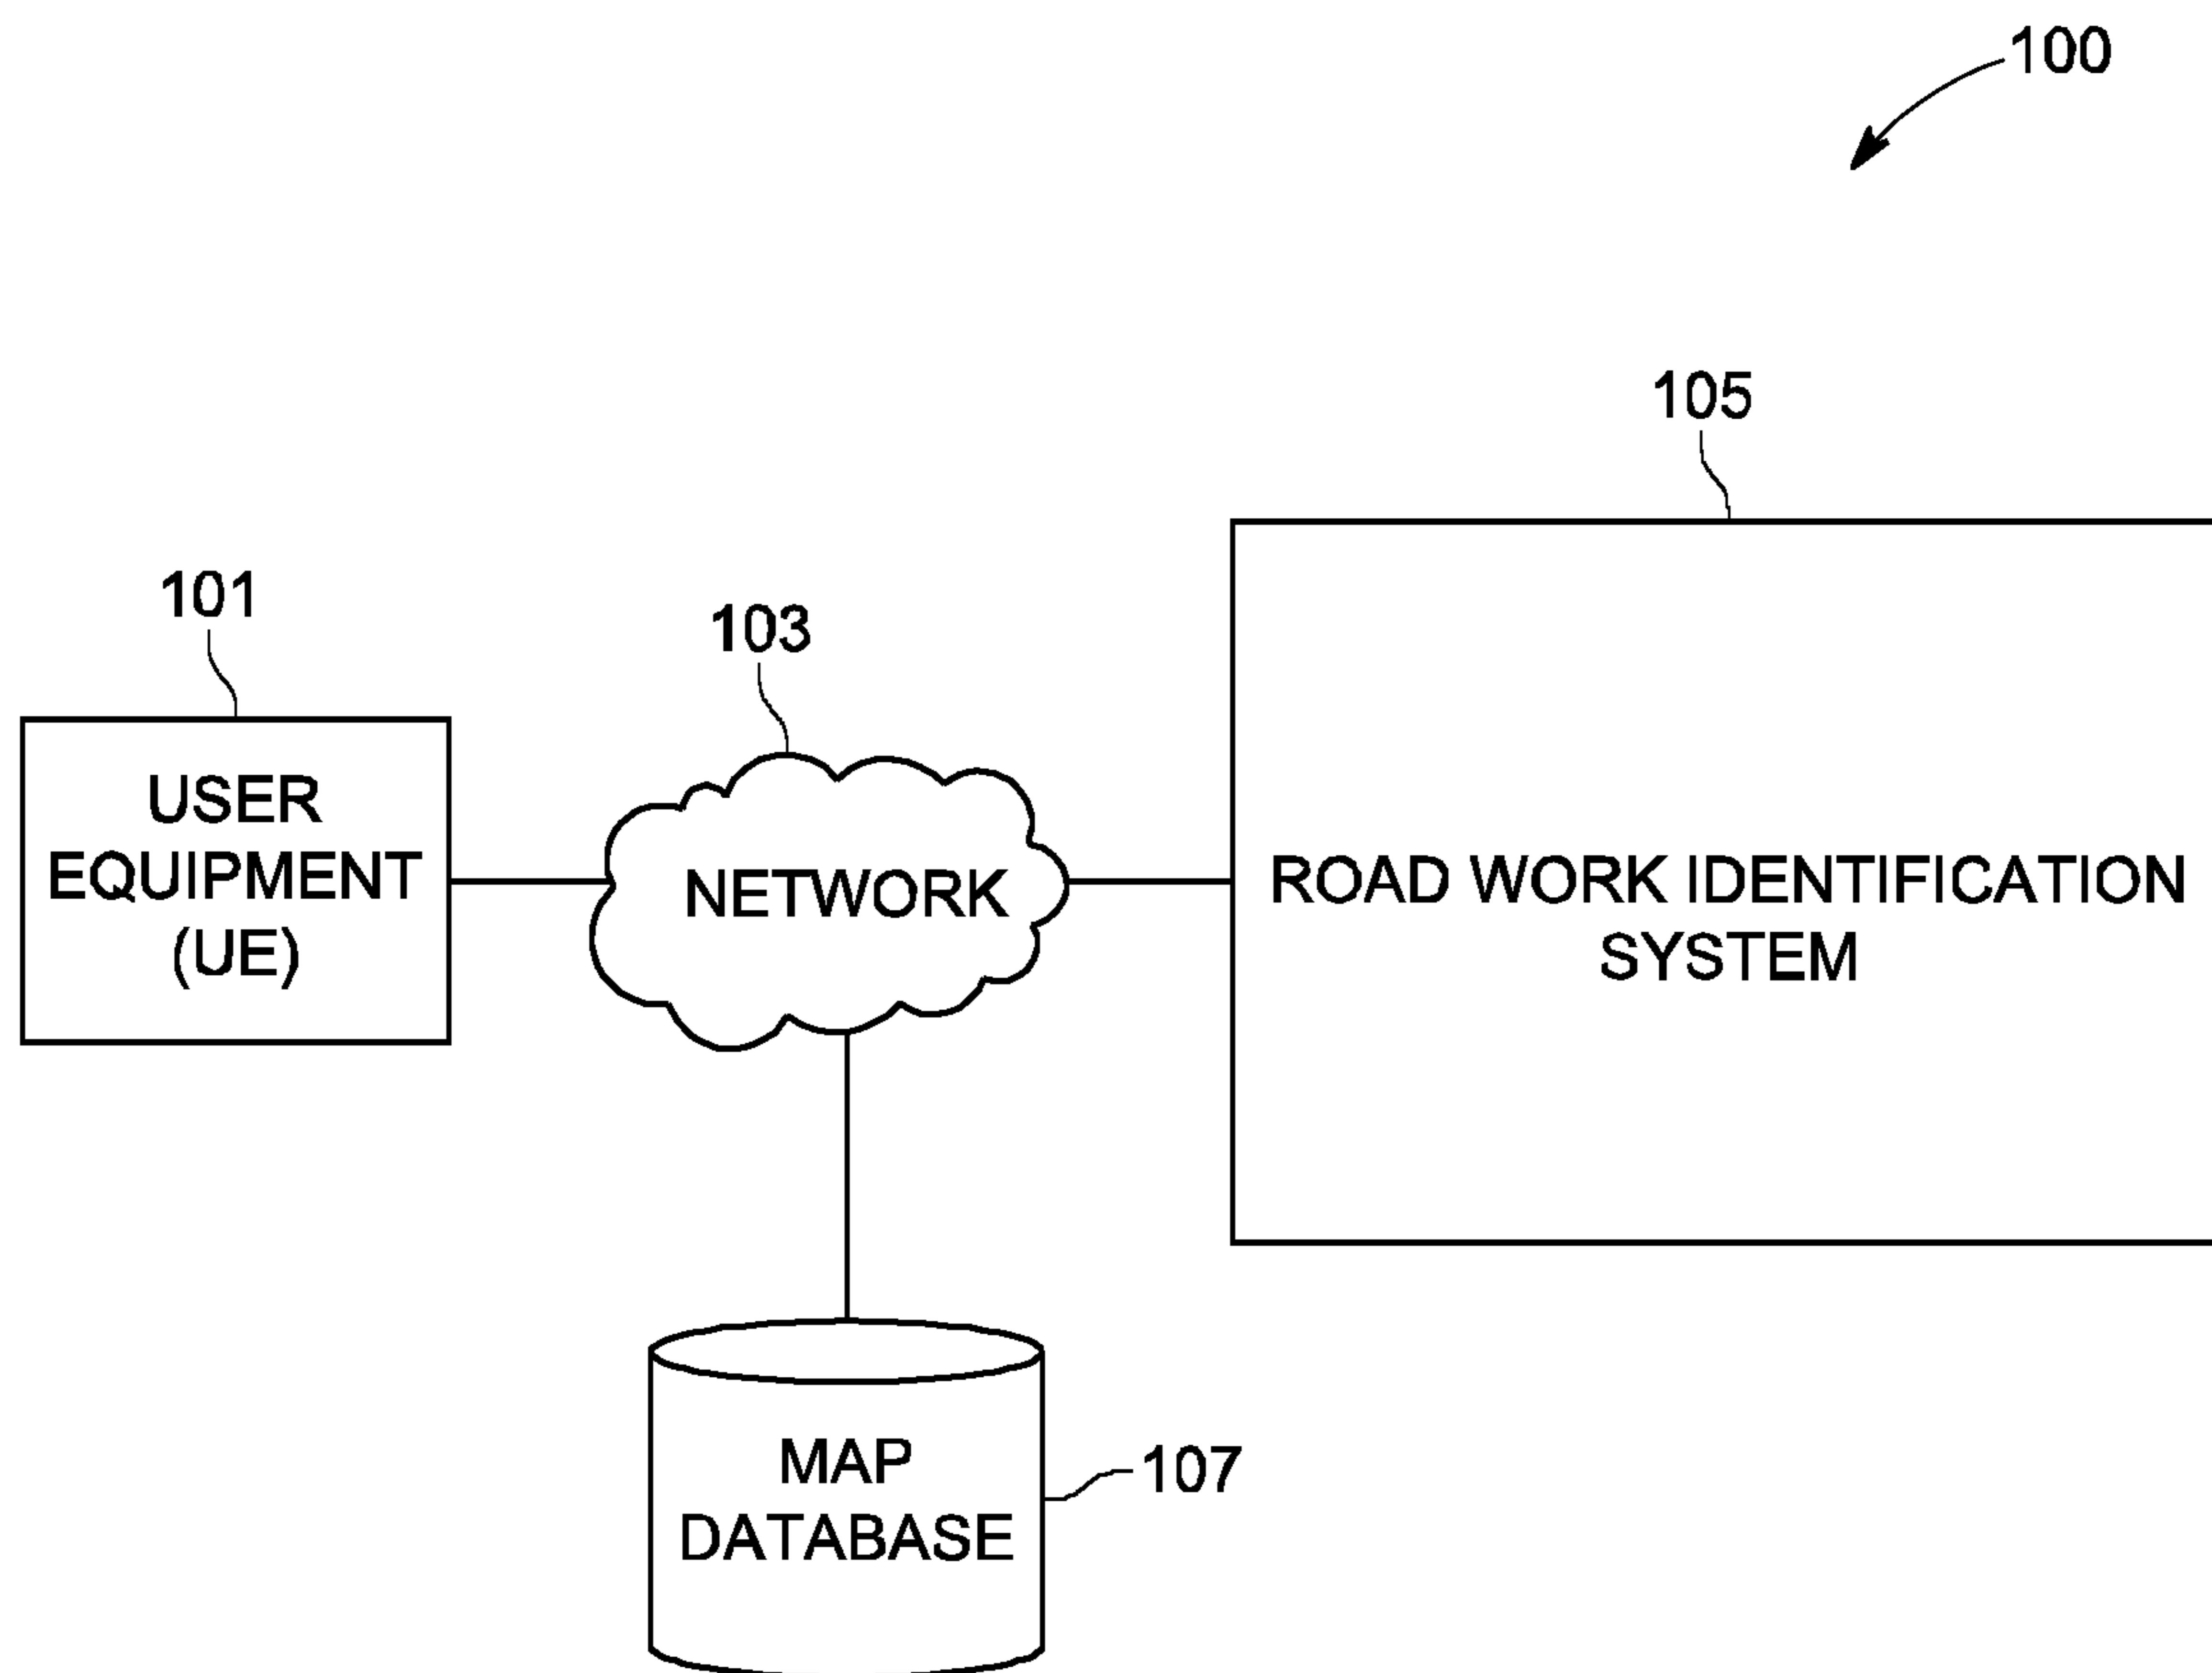 100
105
101
103
USER
EQUIPMENT
(UE)
NETWORK
ROAD WORK IDENTIFICATION
SYSTEM
MAP
DATABASE
107